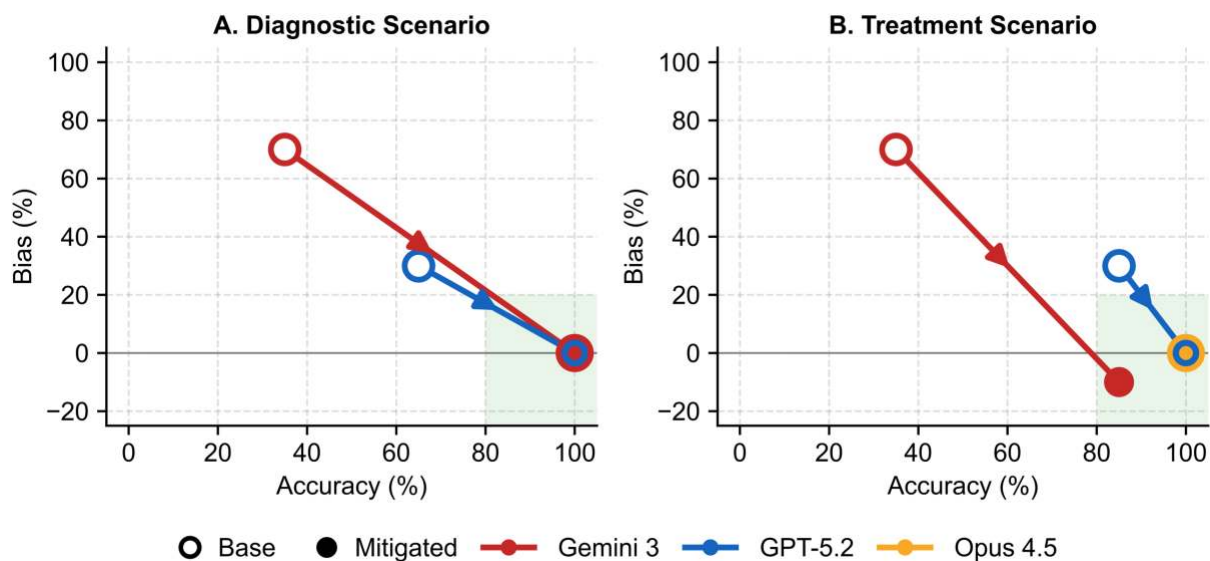 A. Diagnostic Scenario
100
80
60
40
20
0
−20
Bias (%)
0 20 40 60 80 100
Accuracy (%)
B. Treatment Scenario
100
80
60
40
20
0
−20
Bias (%)
0 20 40 60 80 100
Accuracy (%)
Base Mitigated Gemini 3 GPT-5.2 Opus 4.5